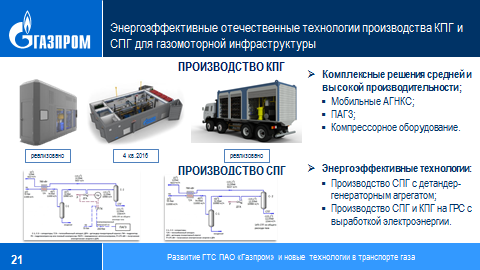 ГАЗПРОМ
Энергоэффективные отечественные технологии производства КПГ и
СПГ для газомоторной инфраструктуры
ПРОИЗВОДСТВО КПГ
реализовано
4 кв.2016
реализовано
Комплексные решения средней и
высокой производительности;
Мобильные АГНКС;
ПАГЗ;
Компрессорное оборудование.
ПРОИЗВОДСТВО СПГ
Энергоэффективные технологии:
Производство СПГ с детандер-
генераторным агрегатом;
Производство СПГ и КПГ на ГРС с
выработкой электроэнергии.
21
Развитие ГТС ПАО «Газпром» и новые технологии в транспорте газа